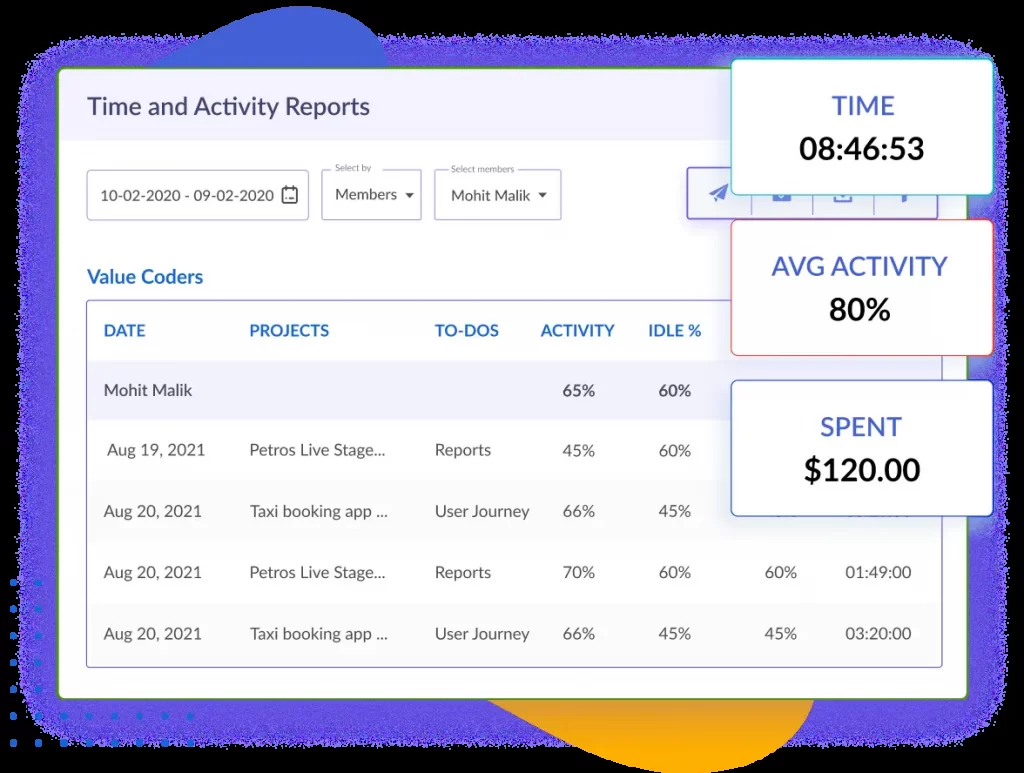 Time and Activity Reports
TIME
08:46:53
Select by
Select members
10-02-2020 - 09-02-2020
Members
Mohit Malik
AVG ACTIVITY
80%
Value Coders
DATE PROJECTS TO-DOS ACTIVITY IDLE %
Mohit Malik 65% 60%
SPENT
$120.00
Aug 19, 2021 Petros Live Stage... Reports 45% 60%
Aug 20, 2021 Taxi booking app ... User Journey 66% 45%
Aug 20, 2021 Petros Live Stage... Reports 70% 60% 60% 01:49:00
Aug 20, 2021 Taxi booking app ... User Journey 66% 45% 45% 03:20:00